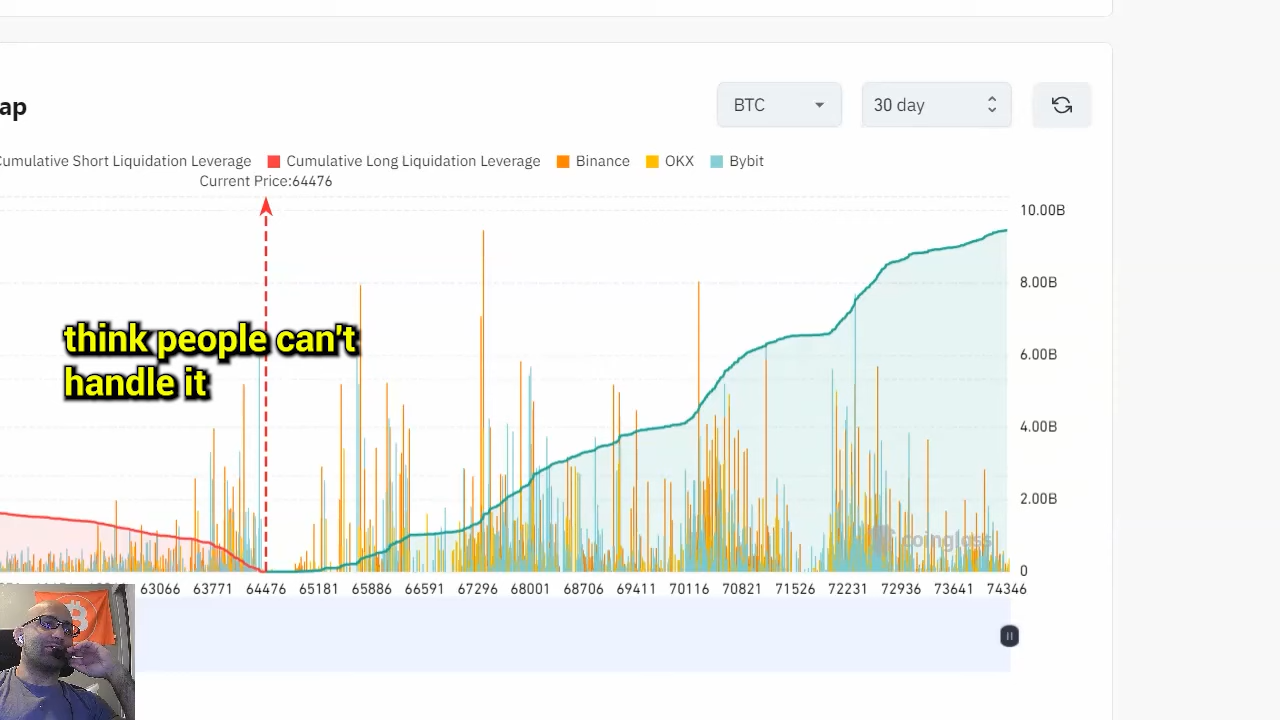 ap
BTC
30 day
Cumulative Short Liquidation Leverage
Cumulative Long Liquidation Leverage
Binance
OKX
Bybit
Current Price:64476
10.00B
8.00B
6.00B
4.00B
2.00B
0
think people can't
handle it
coinglass
63066 63771 64476 65181 65886 66591 67296 68001 68706 69411 70116 70821 71526 72231 72936 73641 74346